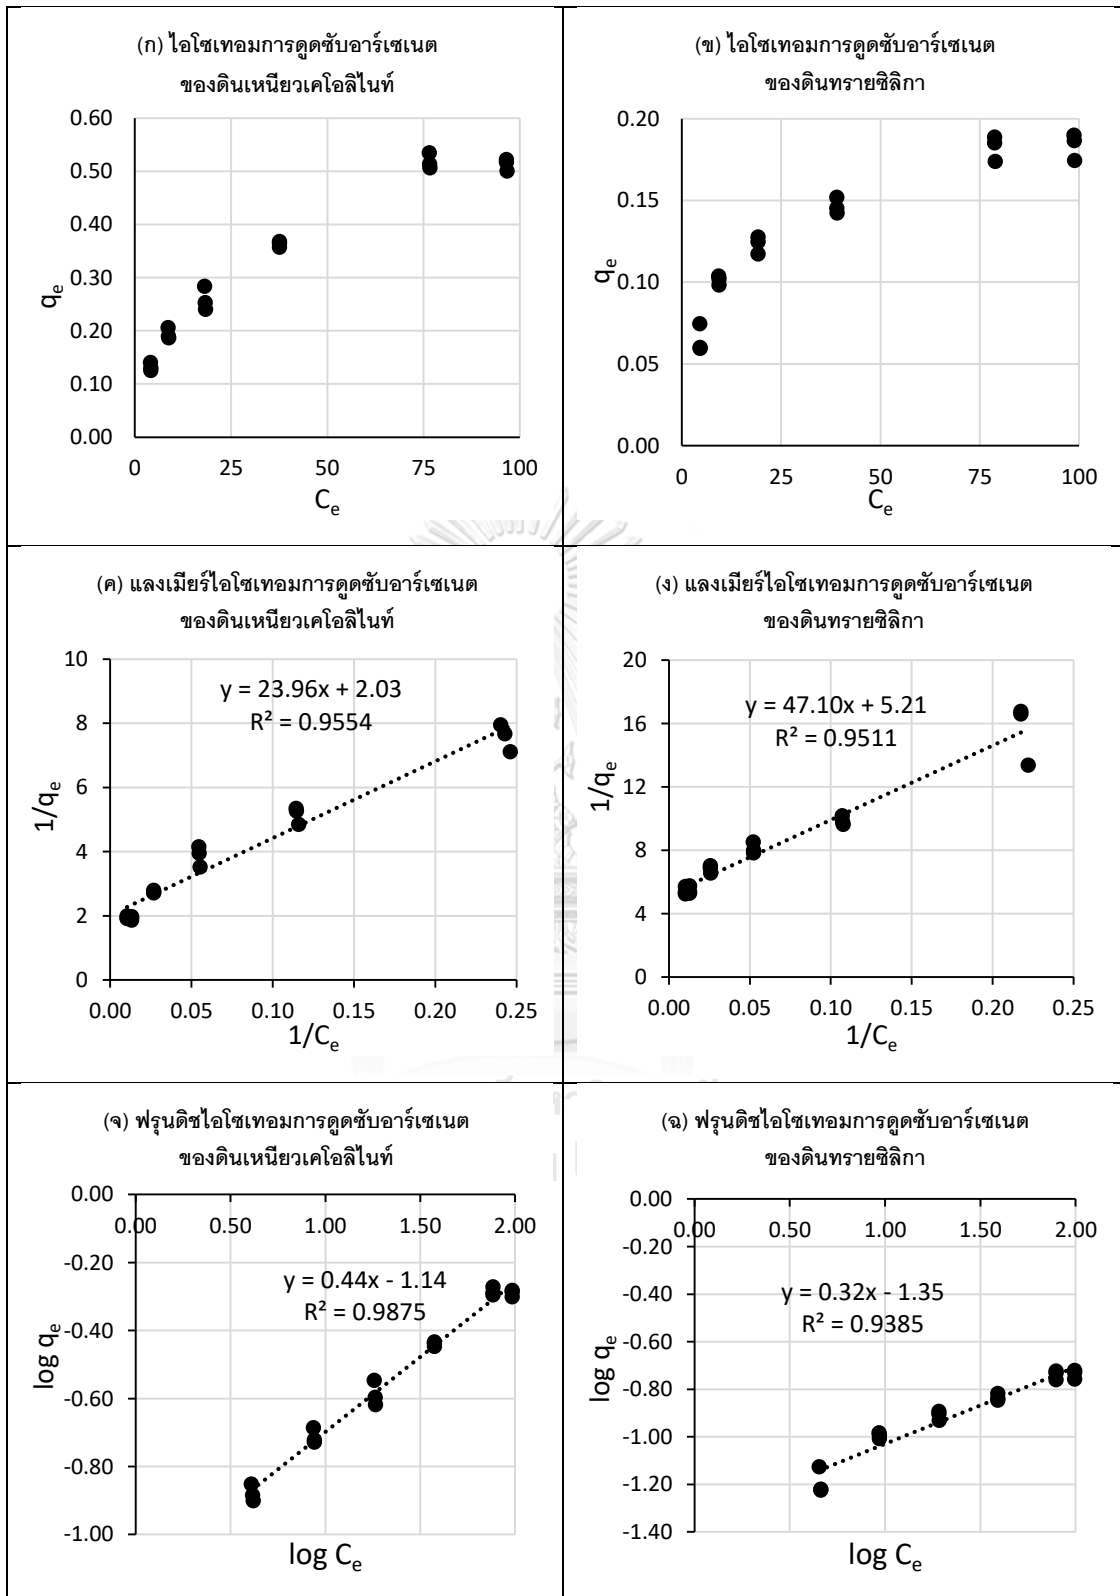 (ก) ไอโซเทอมการดูดซับอาร์เซเนต
ของดินเหนียวเคโอลิไนท์
0.60
0.50
0.40
0.30
0.20
0.10
0.00
qe
0 25 50 75 100
Ce
(ข) ไอโซเทอมการดูดซับอาร์เซเนต
ของดินทรายซิลิกา
0.20
0.15
0.10
0.05
0.00
qe
0 25 50 75 100
Ce
(ค) แลงเมียร์ไอโซเทอมการดูดซับอาร์เซเนต
ของดินเหนียวเคโอลิไนท์
10
8
6
4
2
0
1/qe
y = 23.96x + 2.03
R² = 0.9554
0.00 0.05 0.10 0.15 0.20 0.25
1/Ce
(ง) แลงเมียร์ไอโซเทอมการดูดซับอาร์เซเนต
ของดินทรายซิลิกา
20
16
12
8
4
0
1/qe
y = 47.10x + 5.21
R² = 0.9511
0.00 0.05 0.10 0.15 0.20 0.25
1/Ce
(จ) ฟรุนดิชไอโซเทอมการดูดซับอาร์เซเนต
ของดินเหนียวเคโอลิไนท์
0.00
0.00 0.50 1.00 1.50 2.00
-0.20
-0.40
-0.60
-0.80
-1.00
log qe
y = 0.44x - 1.14
R² = 0.9875
log Ce
(ฉ) ฟรุนดิชไอโซเทอมการดูดซับอาร์เซเนต
ของดินทรายซิลิกา
0.00
0.00 0.50 1.00 1.50 2.00
-0.20
-0.40
-0.60
-0.80
-1.00
-1.20
-1.40
log qe
y = 0.32x - 1.35
R² = 0.9385
log Ce